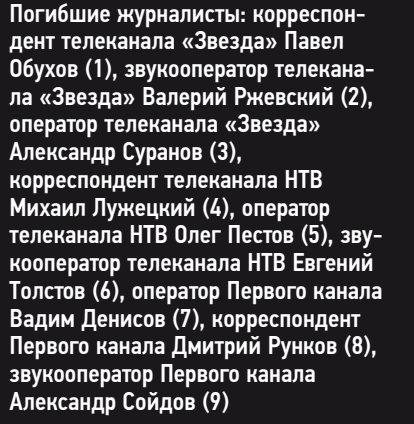 Погибшие журналисты: корреспон-
дент телеканала «Звезда» Павел
Обухов (1), звукооператор телекана-
ла «Звезда» Валерий Ржевский (2),
оператор телеканала «Звезда»
Александр Суранов (3),
корреспондент телеканала НТВ
Михаил Лужецкий (4), оператор
телеканала НТВ Олег Пестов (5), зву-
кооператор телеканала НТВ Евгений
Толстов (6), оператор Первого канала
Вадим Денисов (7), корреспондент
Первого канала Дмитрий Рунков (8),
звукооператор Первого канала
Александр Сойдов (9)